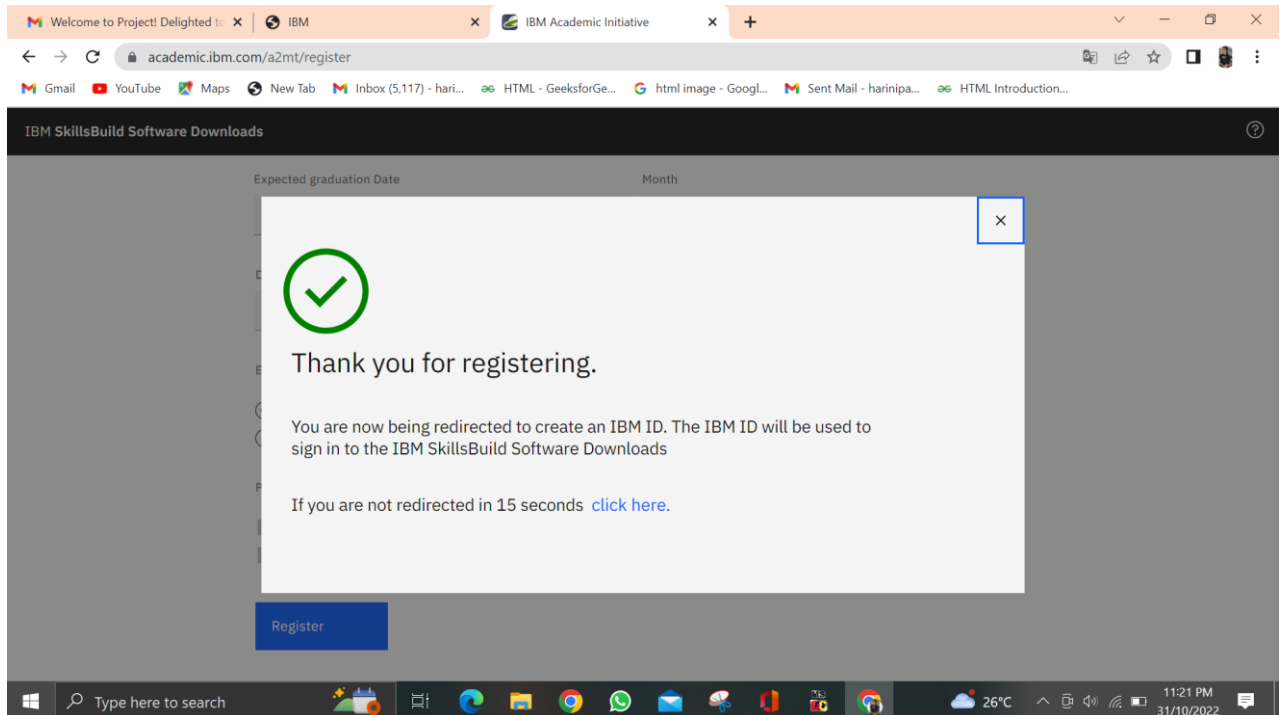 Welcome to Project! Delighted to
IBM
IBM Academic Initiative
academic.ibm.com/a2mt/register
Gmail YouTube Maps New Tab Inbox (5,117) - hari... HTML - GeeksforGe... html image - Googl... Sent Mail - harinipa... HTML Introduction...
IBM SkillsBuild Software Downloads
Expected graduation Date Month
Thank you for registering.
You are now being redirected to create an IBM ID. The IBM ID will be used to
sign in to the IBM SkillsBuild Software Downloads
If you are not redirected in 15 seconds click here.
Register
Type here to search
26°C
11:21 PM
31/10/2022